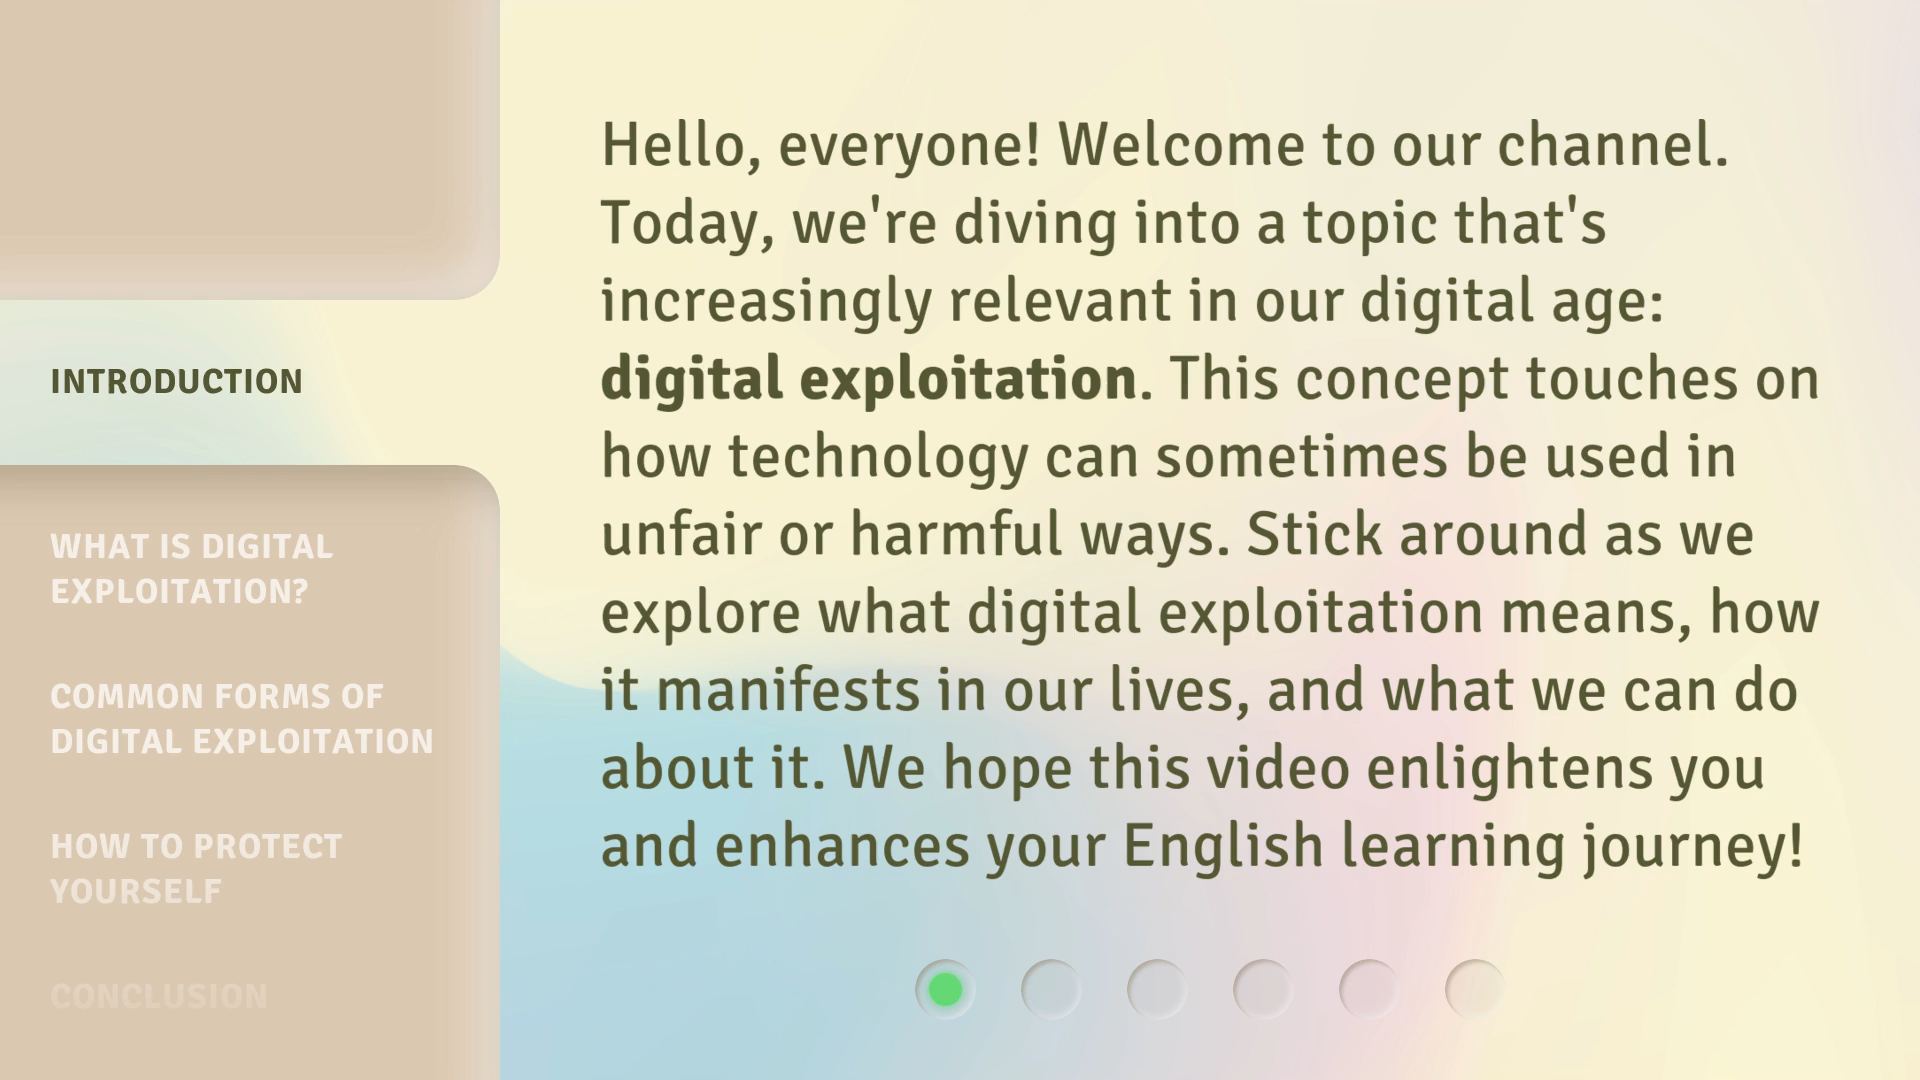 INTRODUCTION
WHAT IS DIGITAL
EXPLOITATION?
COMMON FORMS OF
DIGITAL EXPLOITATION
HOW TO PROTECT
YOURSELF
CONCLUSION
Hello, everyone! Welcome to our channel.
Today, we're diving into a topic that's
increasingly relevant in our digital age:
digital exploitation. This concept touches on
how technology can sometimes be used in
unfair or harmful ways. Stick around as we
explore what digital exploitation means, how
it manifests in our lives, and what we can do
about it. We hope this video enlightens you
and enhances your English learning journey!